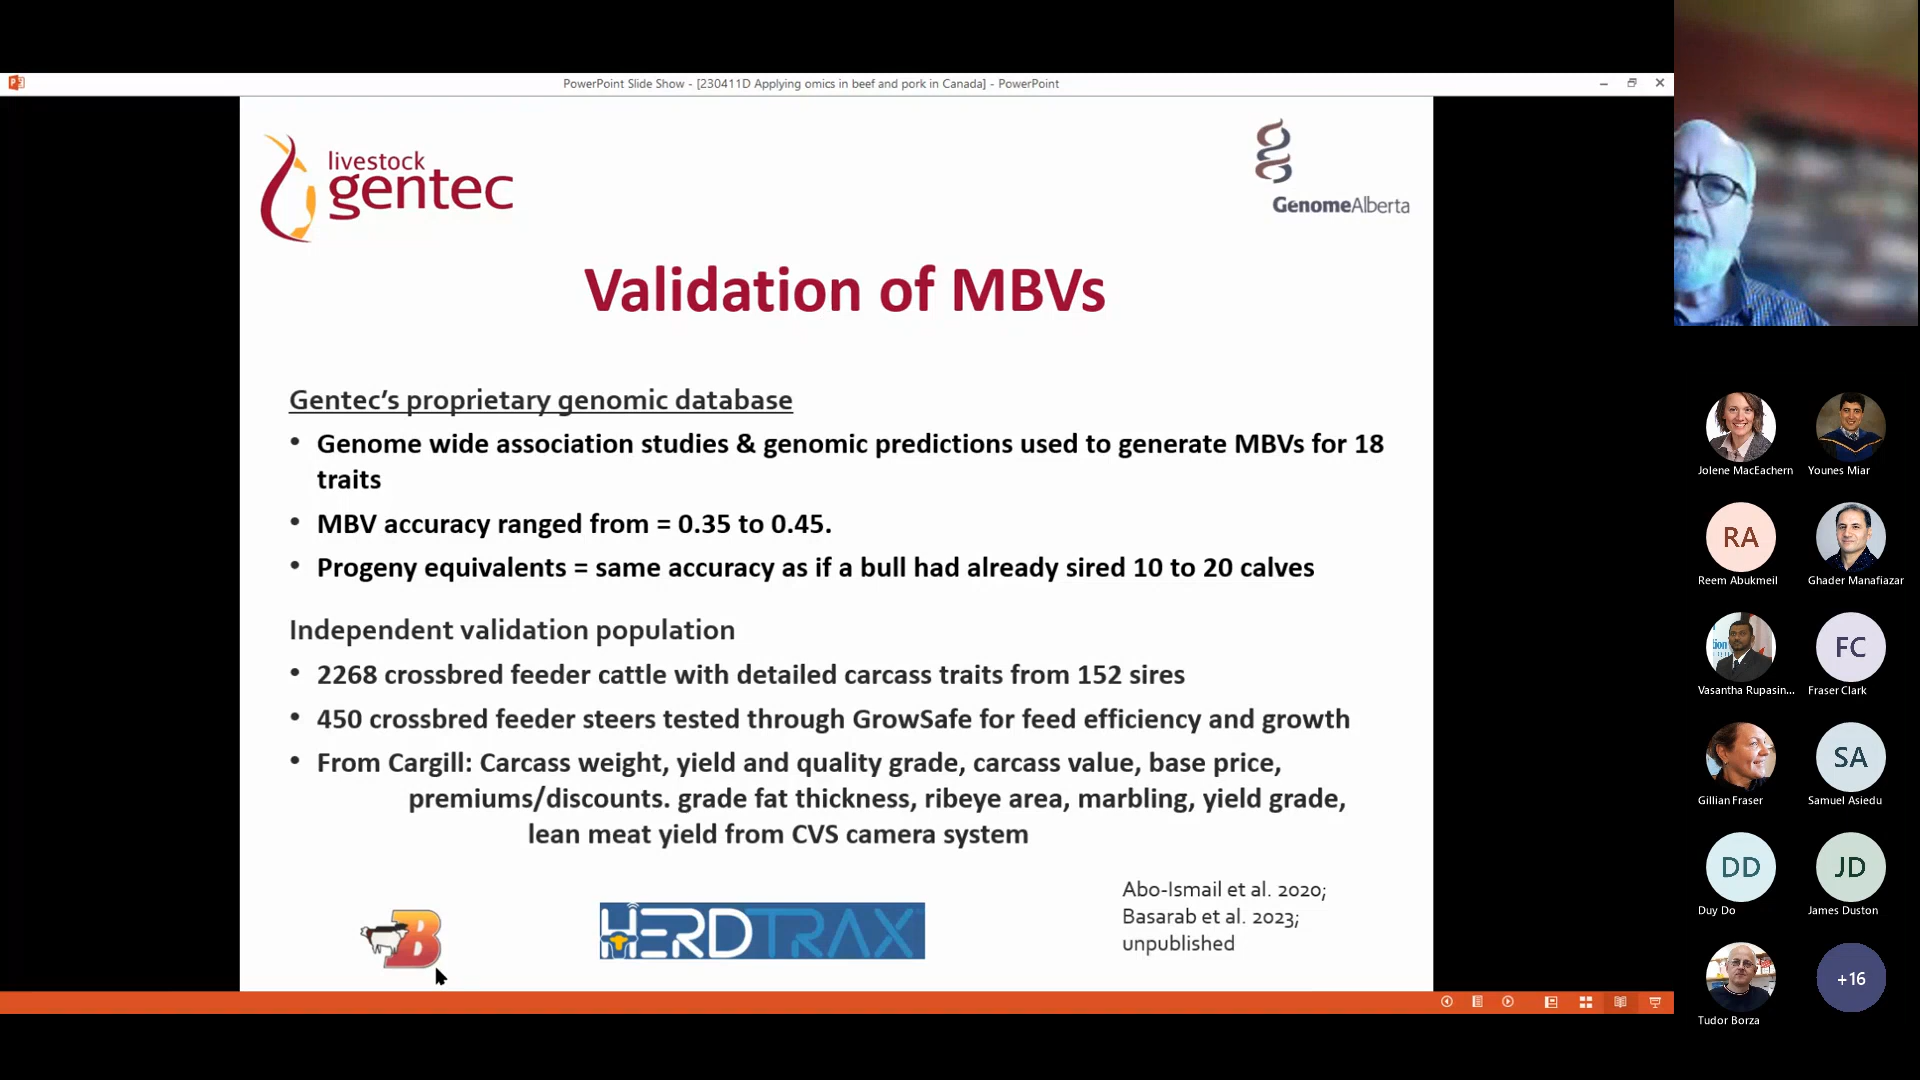 PowerPoint Slide Show - [230411D Applying omics in beef and pork in Canada] - PowerPoint
livestock
gentec
GenomeAlberta
Validation of MBVs
Gentec’s proprietary genomic database
• Genome wide association studies & genomic predictions used to generate MBVs for 18
traits
• MBV accuracy ranged from = 0.35 to 0.45.
• Progeny equivalents = same accuracy as if a bull had already sired 10 to 20 calves
Independent validation population
• 2268 crossbred feeder cattle with detailed carcass traits from 152 sires
• 450 crossbred feeder steers tested through GrowSafe for feed efficiency and growth
• From Cargill: Carcass weight, yield and quality grade, carcass value, base price,
premiums/discounts. grade fat thickness, ribeye area, marbling, yield grade,
lean meat yield from CVS camera system
B
HERDTRAX
Abo-Ismail et al. 2020;
Basarab et al. 2023;
unpublished
Jolene MacEachern
Younes Miar
RA
Reem Abukmeil
Ghader Manafiazar
Vasantha Rupasin...
FC
Fraser Clark
Gillian Fraser
SA
Samuel Asiedu
DD
Duy Do
JD
James Duston
Tudor Borza
+16